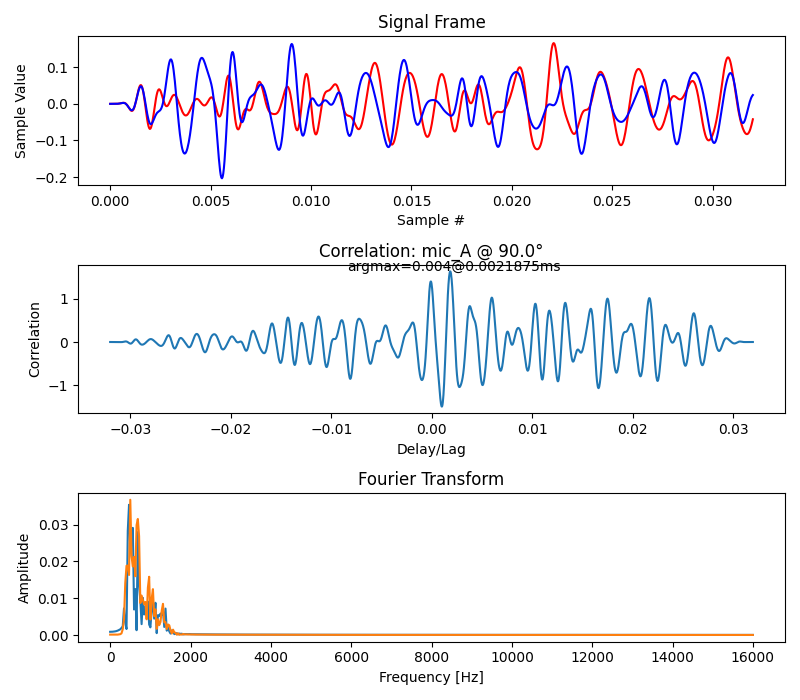 Signal Frame
Sample Value
0.1
0.0
−0.1
−0.2
0.000 0.005 0.010 0.015 0.020 0.025 0.030
Sample #
Correlation: mic_A @ 90.0°
argmax=0.004@0.0021875ms
Correlation
1
0
−1
−0.03 −0.02 −0.01 0.00 0.01 0.02 0.03
Delay/Lag
Fourier Transform
Amplitude
0.03
0.02
0.01
0.00
0 2000 4000 6000 8000 10000 12000 14000 16000
Frequency [Hz]